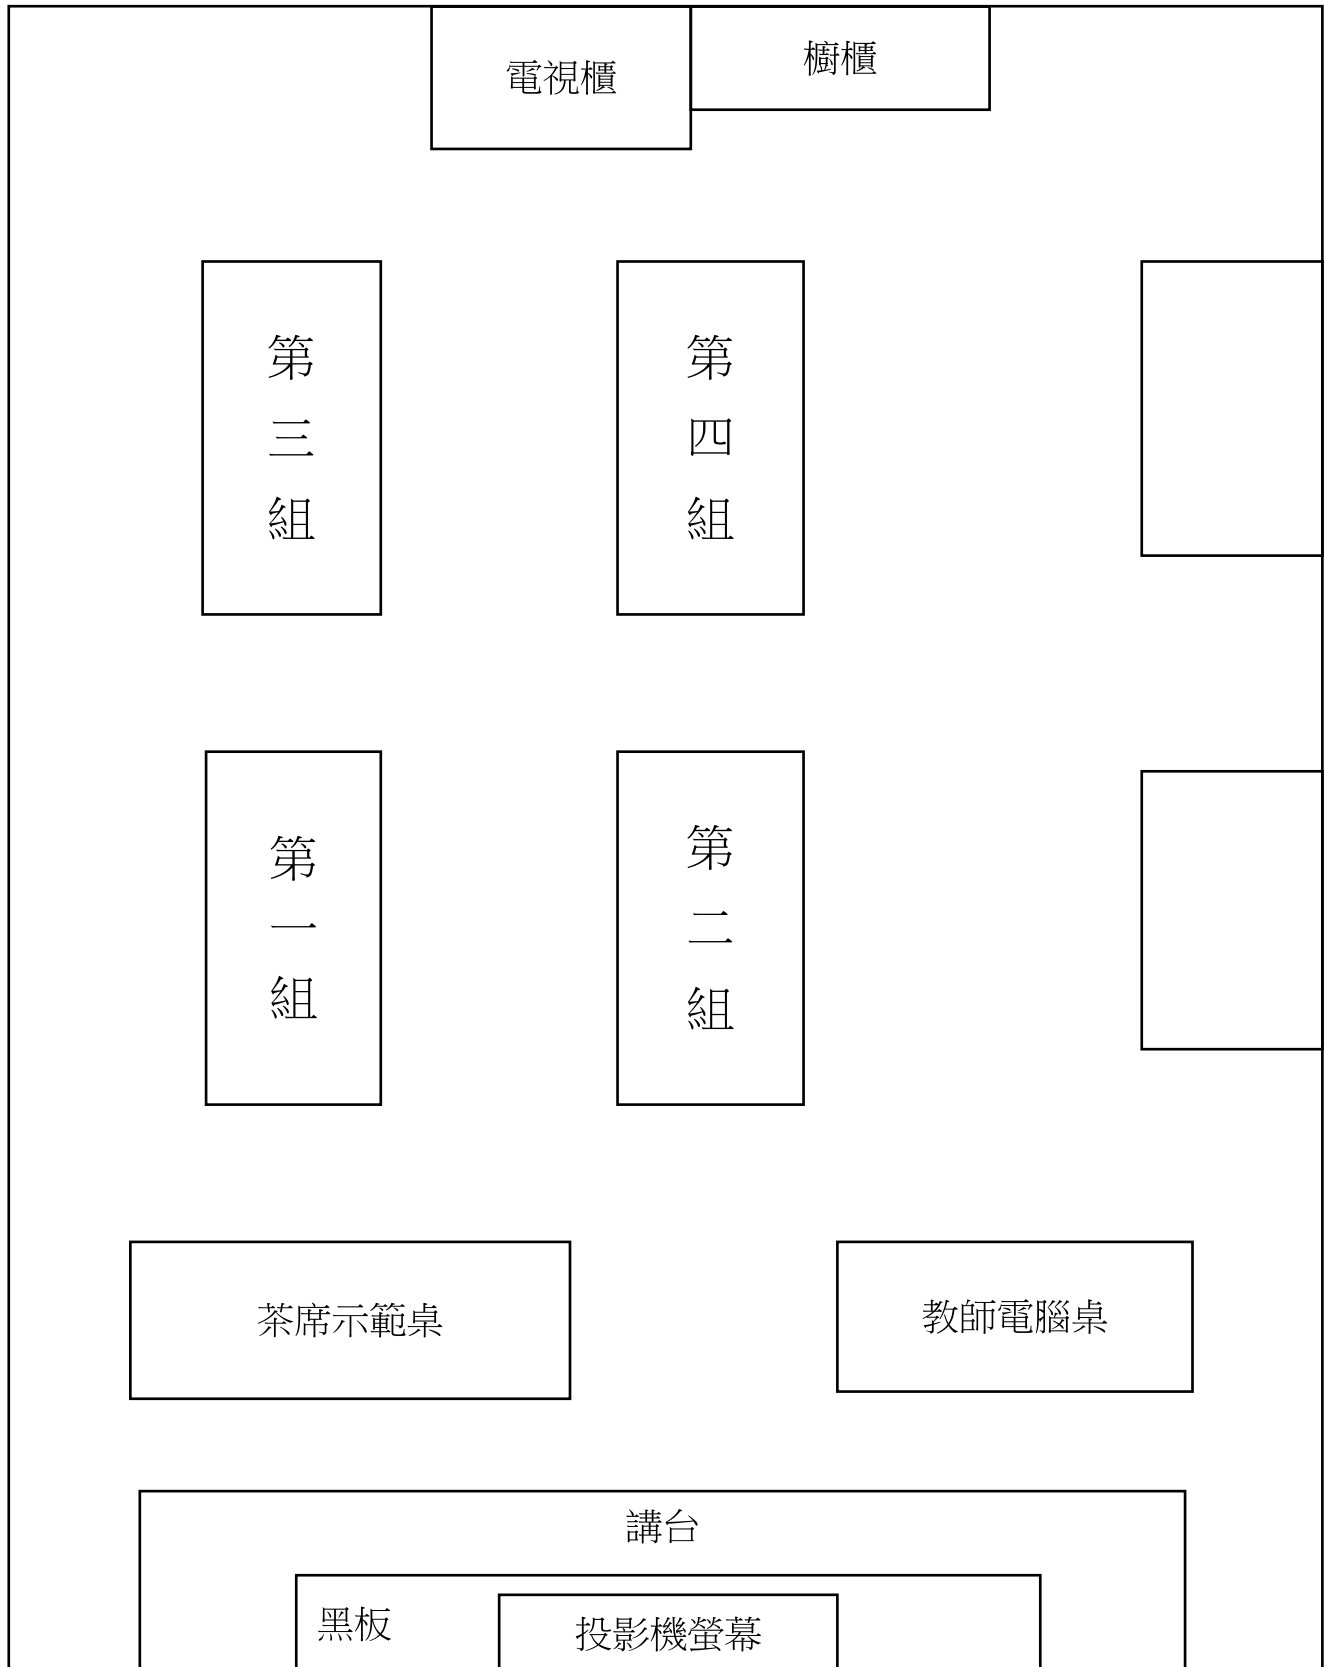 電視櫃
櫥櫃
第三組
第四組
第一組
第二組
茶席示範桌
教師電腦桌
講台
黑板
投影機螢幕